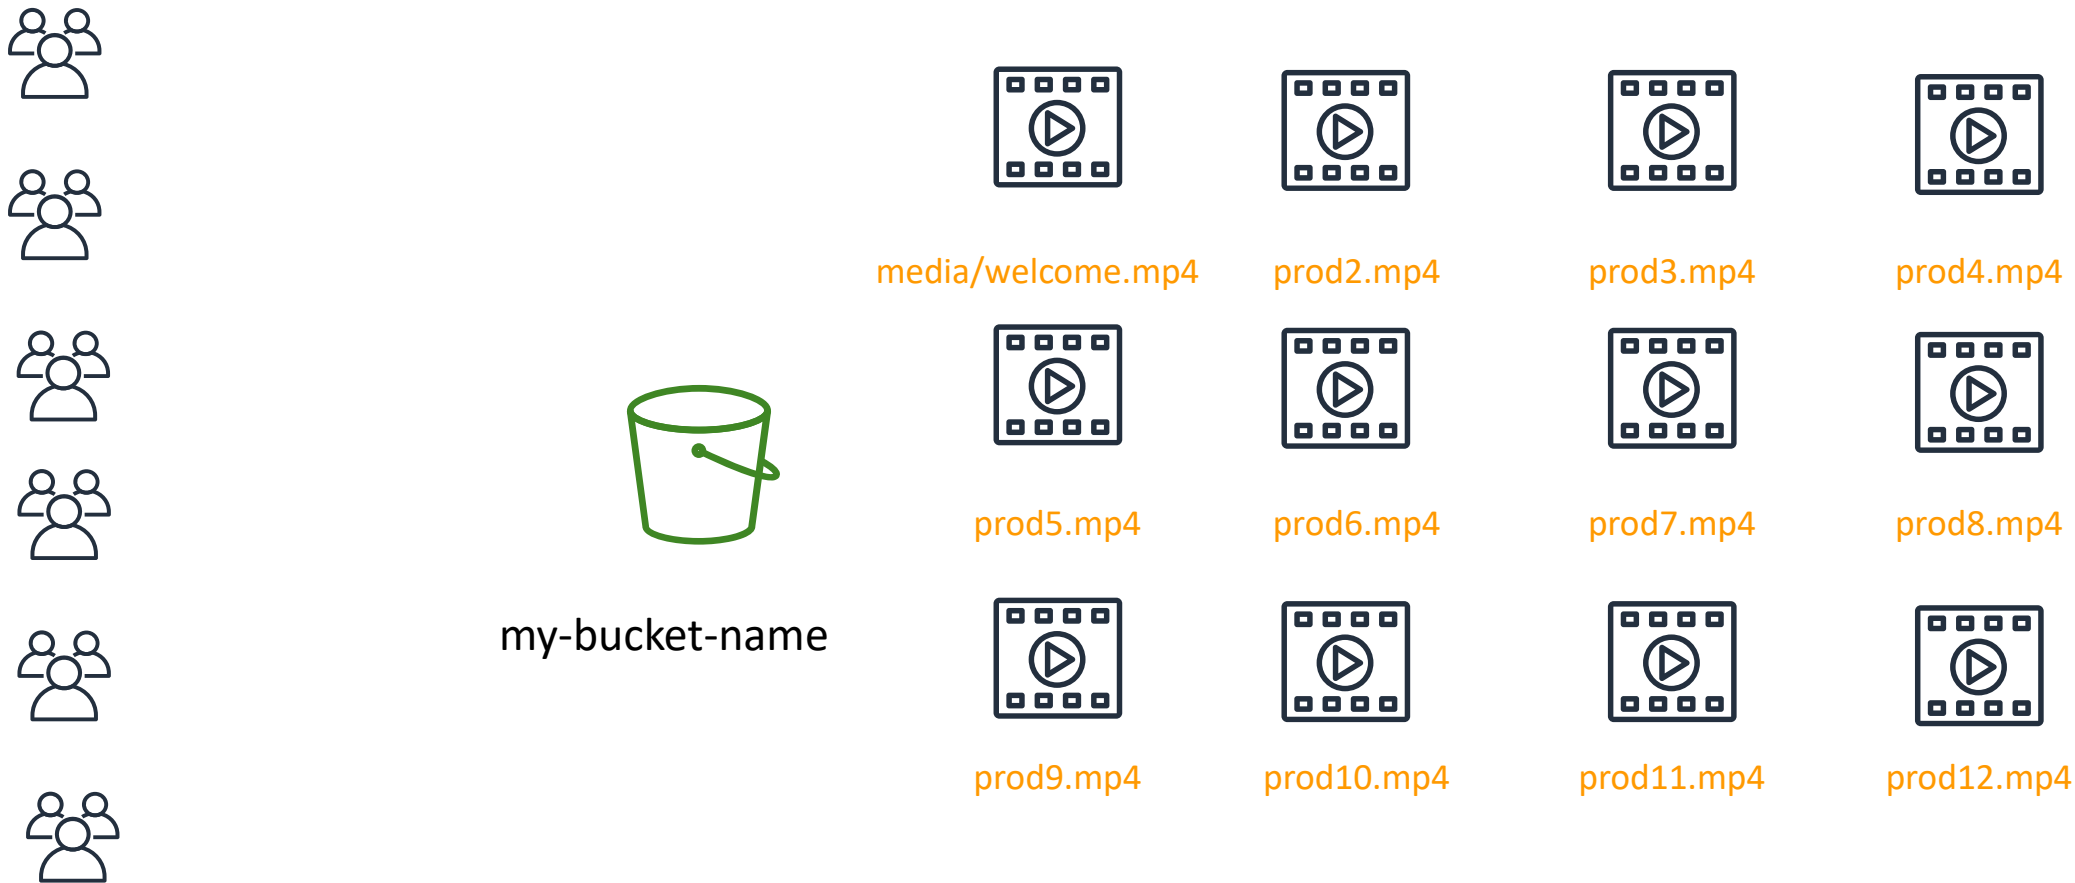 media/welcome.mp4 prod2.mp4 prod3.mp4 prod4.mp4
prod5.mp4 prod6.mp4 prod7.mp4 prod8.mp4
my-bucket-name
prod9.mp4 prod10.mp4 prod11.mp4 prod12.mp4